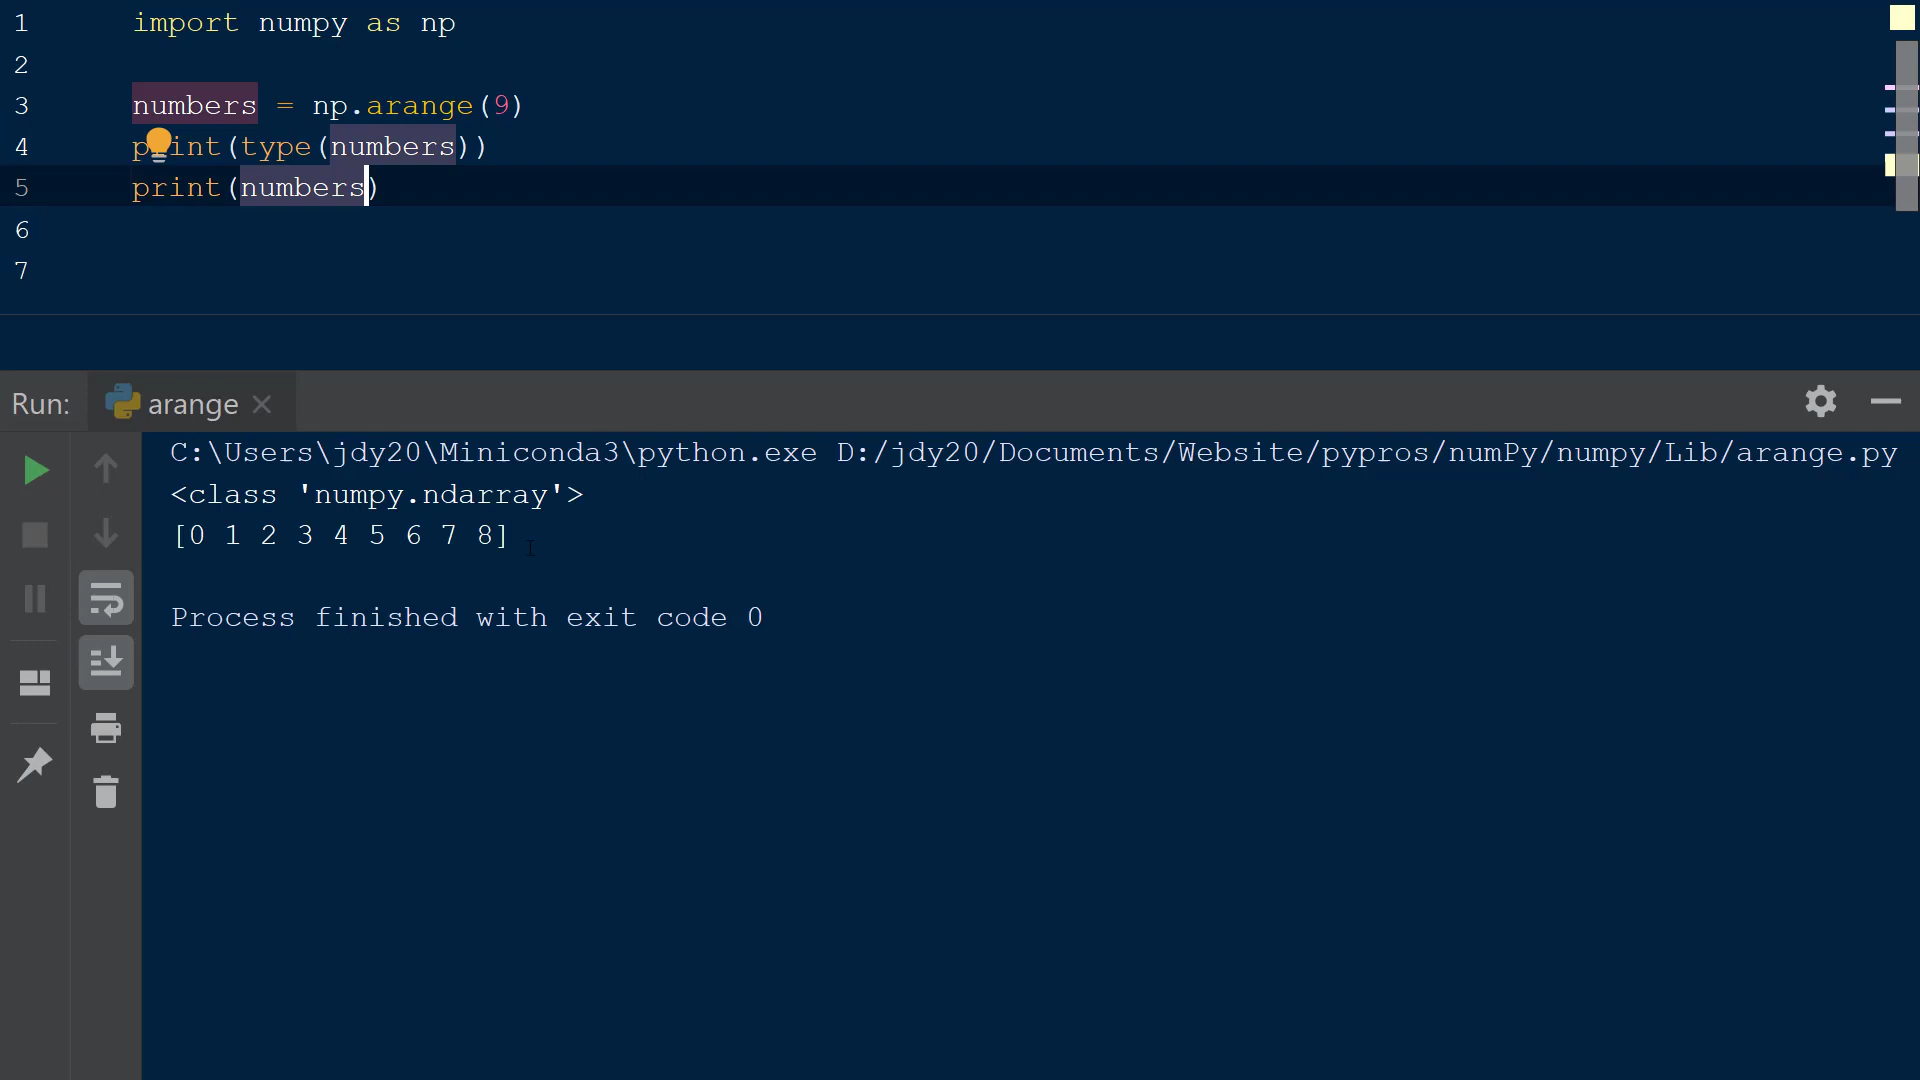 1 import numpy as np
2
3 numbers = np.arange(9)
4 print(type(numbers))
5 print(numbers)
6
7
Run: arange
C:\Users\jdy20\Miniconda3\python.exe D:/jdy20/Documents/Website/pypros/numPy/numpy/Lib/arange.py
<class 'numpy.ndarray'>
[0 1 2 3 4 5 6 7 8]
Process finished with exit code 0